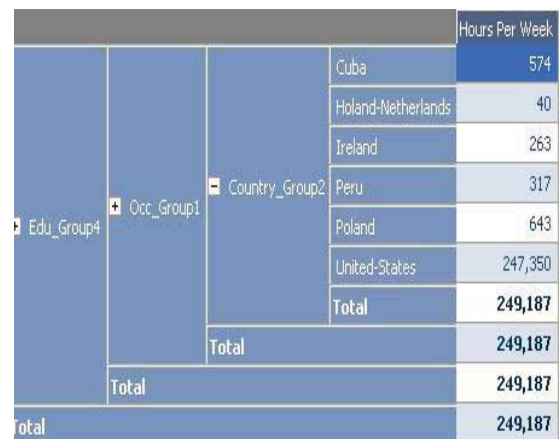 Hours Per Week
Cuba 574
Holand-Netherlands 40
Ireland 263
+ Edu_Group4 + Occ_Group1 - Country_Group2 Peru 317
Poland 643
United-States 247,350
Total 249,187
Total 249,187
Total 249,187
Total 249,187